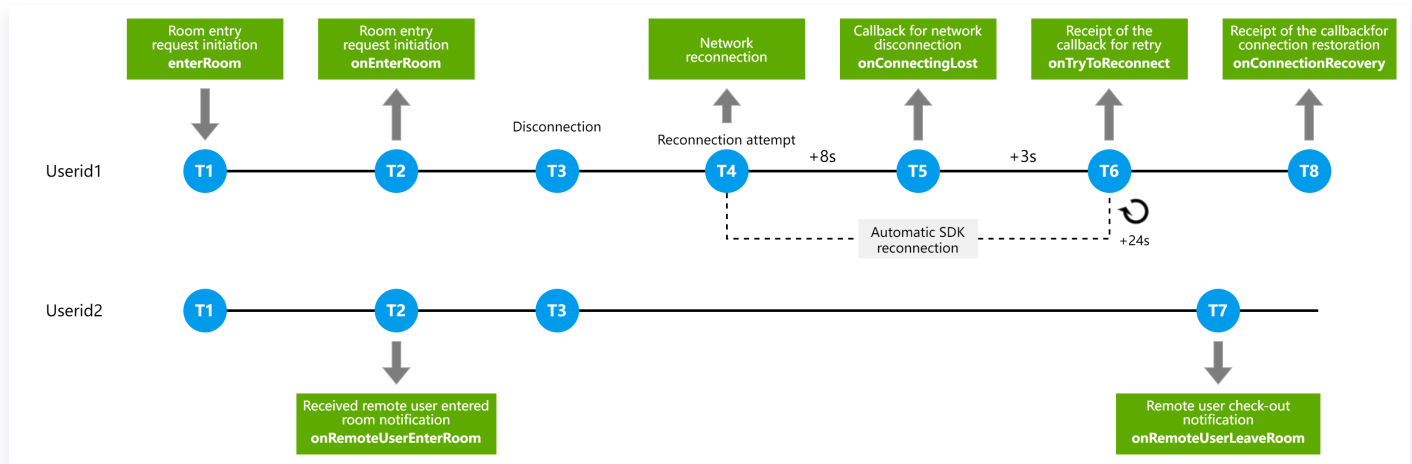 Room entry
request initiation
enterRoom
Room entry
request initiation
onEnterRoom
Network
reconnection
Callback for network
disconnection
onConnectingLost
Receipt of the
callback for retry
onTryToReconnect
Receipt of the callbackfor
connection restoration
onConnectionRecovery
Disconnection
Reconnection attempt
Userid1
T1
T2
T3
T4
+8s
T5
+3s
T6
T8
Automatic SDK
reconnection
+24s
Userid2
T1
T2
T3
T7
Received remote user entered
room notification
onRemoteUserEnterRoom
Remote user check-out
notification
onRemoteUserLeaveRoom